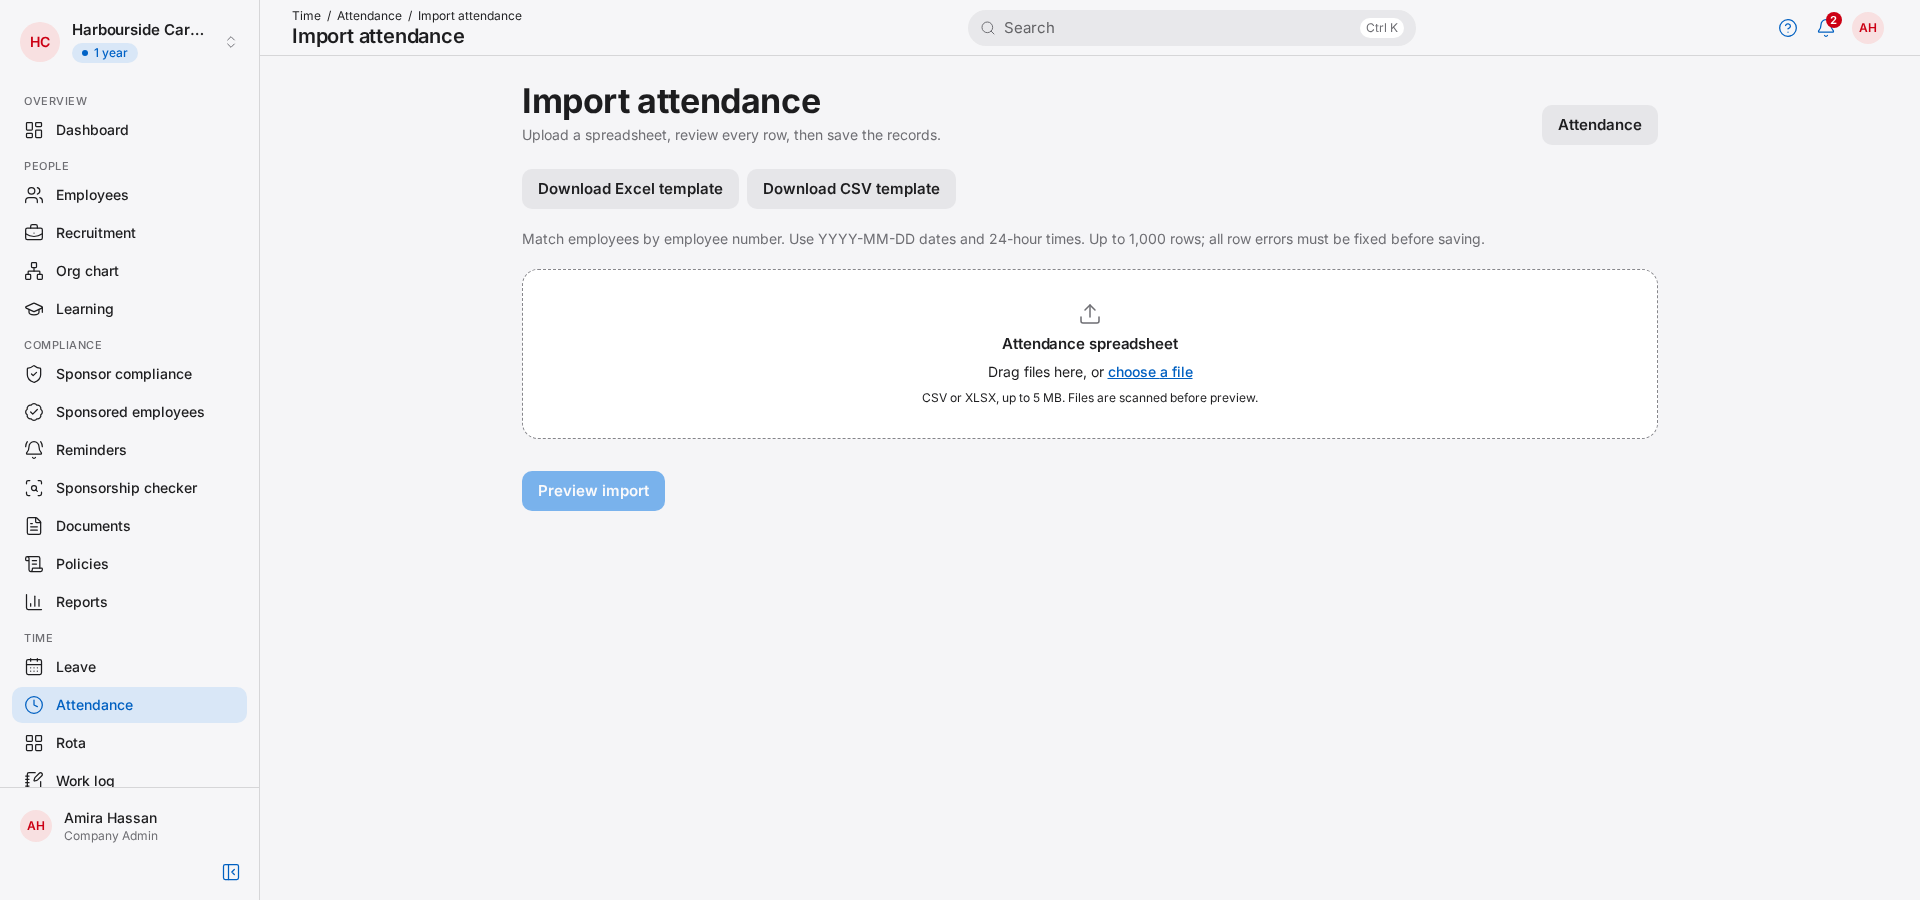 HC
Harbourside Car...
1 year
OVERVIEW
Dashboard
PEOPLE
Employees
Recruitment
Org chart
Learning
COMPLIANCE
Sponsor compliance
Sponsored employees
Reminders
Sponsorship checker
Documents
Policies
Reports
TIME
Leave
Attendance
Rota
Work log
AH
Amira Hassan
Company Admin
Time / Attendance / Import attendance
Import attendance
Search
Ctrl K
2
AH
Import attendance
Upload a spreadsheet, review every row, then save the records.
Attendance
Download Excel template
Download CSV template
Match employees by employee number. Use YYYY-MM-DD dates and 24-hour times. Up to 1,000 rows; all row errors must be fixed before saving.
Attendance spreadsheet
Drag files here, or choose a file
CSV or XLSX, up to 5 MB. Files are scanned before preview.
Preview import